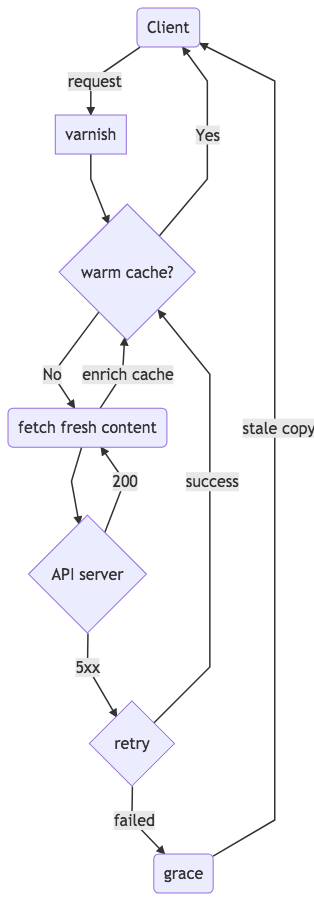 Client
request
varnish
Yes
warm cache?
No
enrich cache
fetch fresh content
stale copy
200
success
API server
5xx
retry
failed
grace